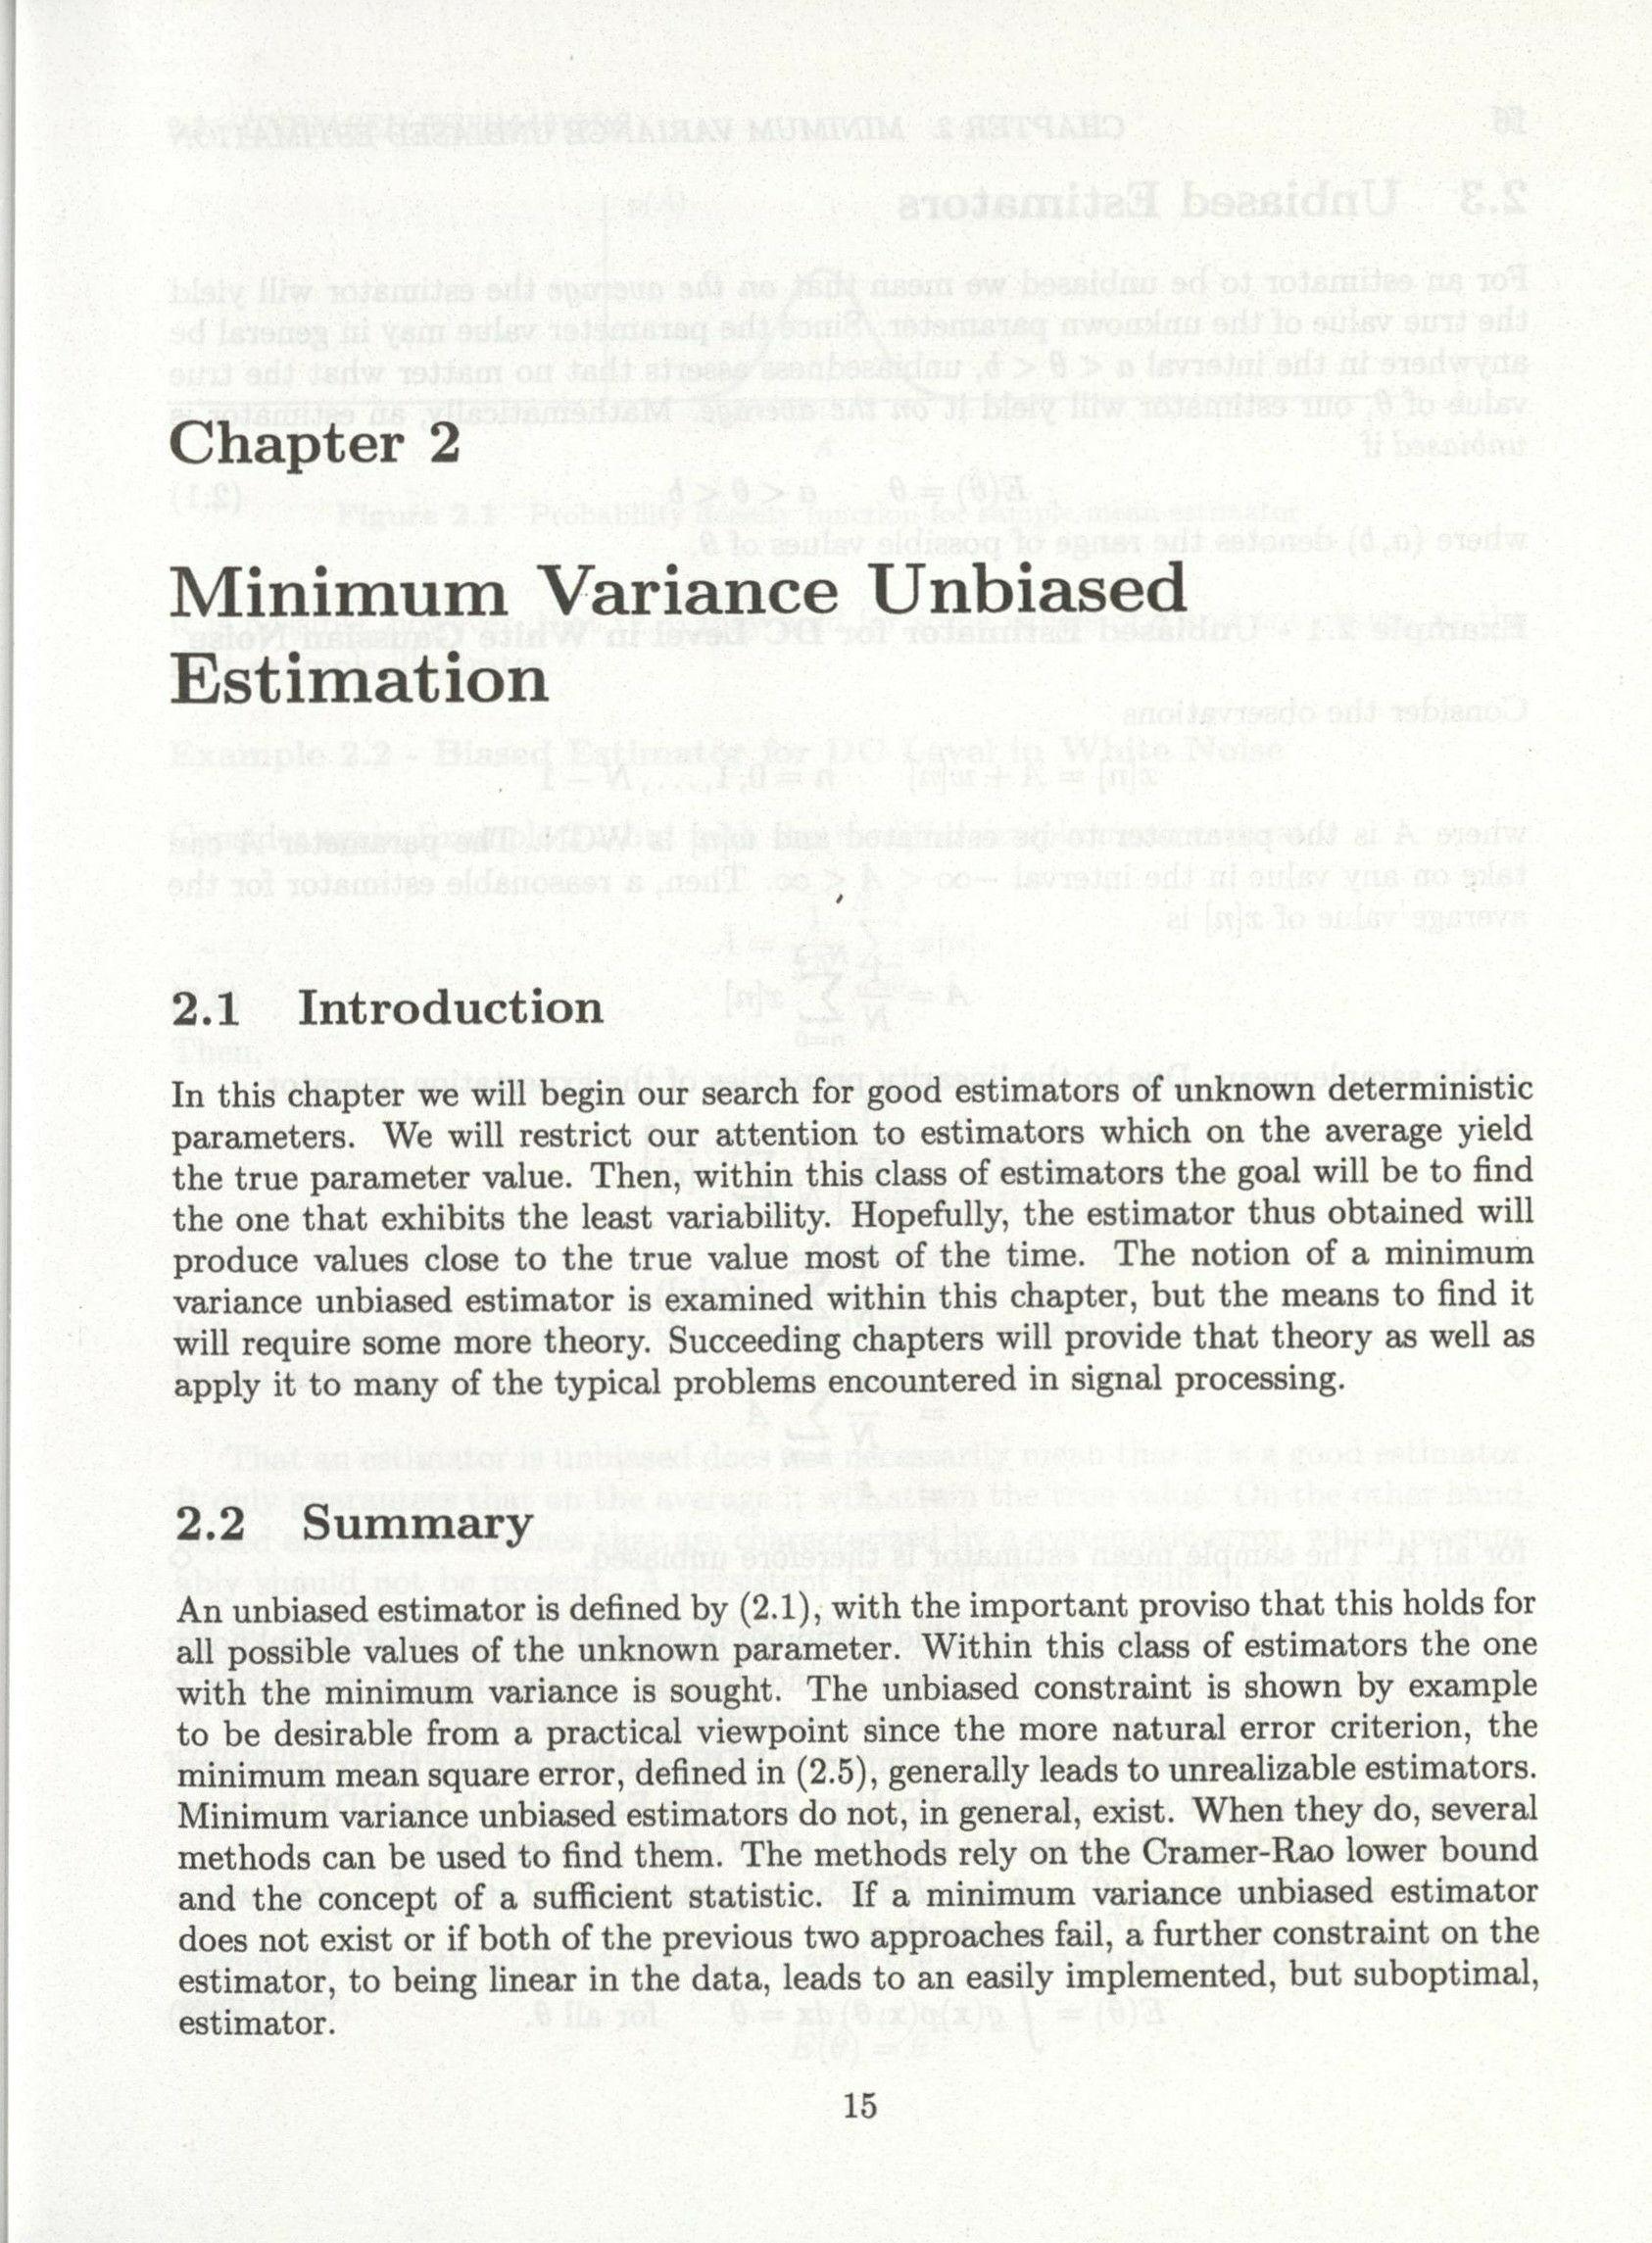 Chapter 2
Minimum Variance Unbiased
Estimation
2.1 Introduction
In this chapter we will begin our search for good estimators of unknown deterministic
parameters. We will restrict our attention to estimators which on the average yield
the true parameter value. Then, within this class of estimators the goal will be to find
the one that exhibits the least variability. Hopefully, the estimator thus obtained will
produce values close to the true value most of the time. The notion of a minimum
variance unbiased estimator is examined within this chapter, but the means to find it
will require some more theory. Succeeding chapters will provide that theory as well as
apply it to many of the typical problems encountered in signal processing.
2.2 Summary
An unbiased estimator is defined by (2.1), with the important proviso that this holds for
all possible values of the unknown parameter. Within this class of estimators the one
with the minimum variance is sought. The unbiased constraint is shown by example
to be desirable from a practical viewpoint since the more natural error criterion, the
minimum mean square error, defined in (2.5), generally leads to unrealizable estimators.
Minimum variance unbiased estimators do not, in general, exist. When they do, several
methods can be used to find them. The methods rely on the Cramer-Rao lower bound
and the concept of a sufficient statistic. If a minimum variance unbiased estimator
does not exist or if both of the previous two approaches fail, a further constraint on the
estimator, to being linear in the data, leads to an easily implemented, but suboptimal,
estimator.
15